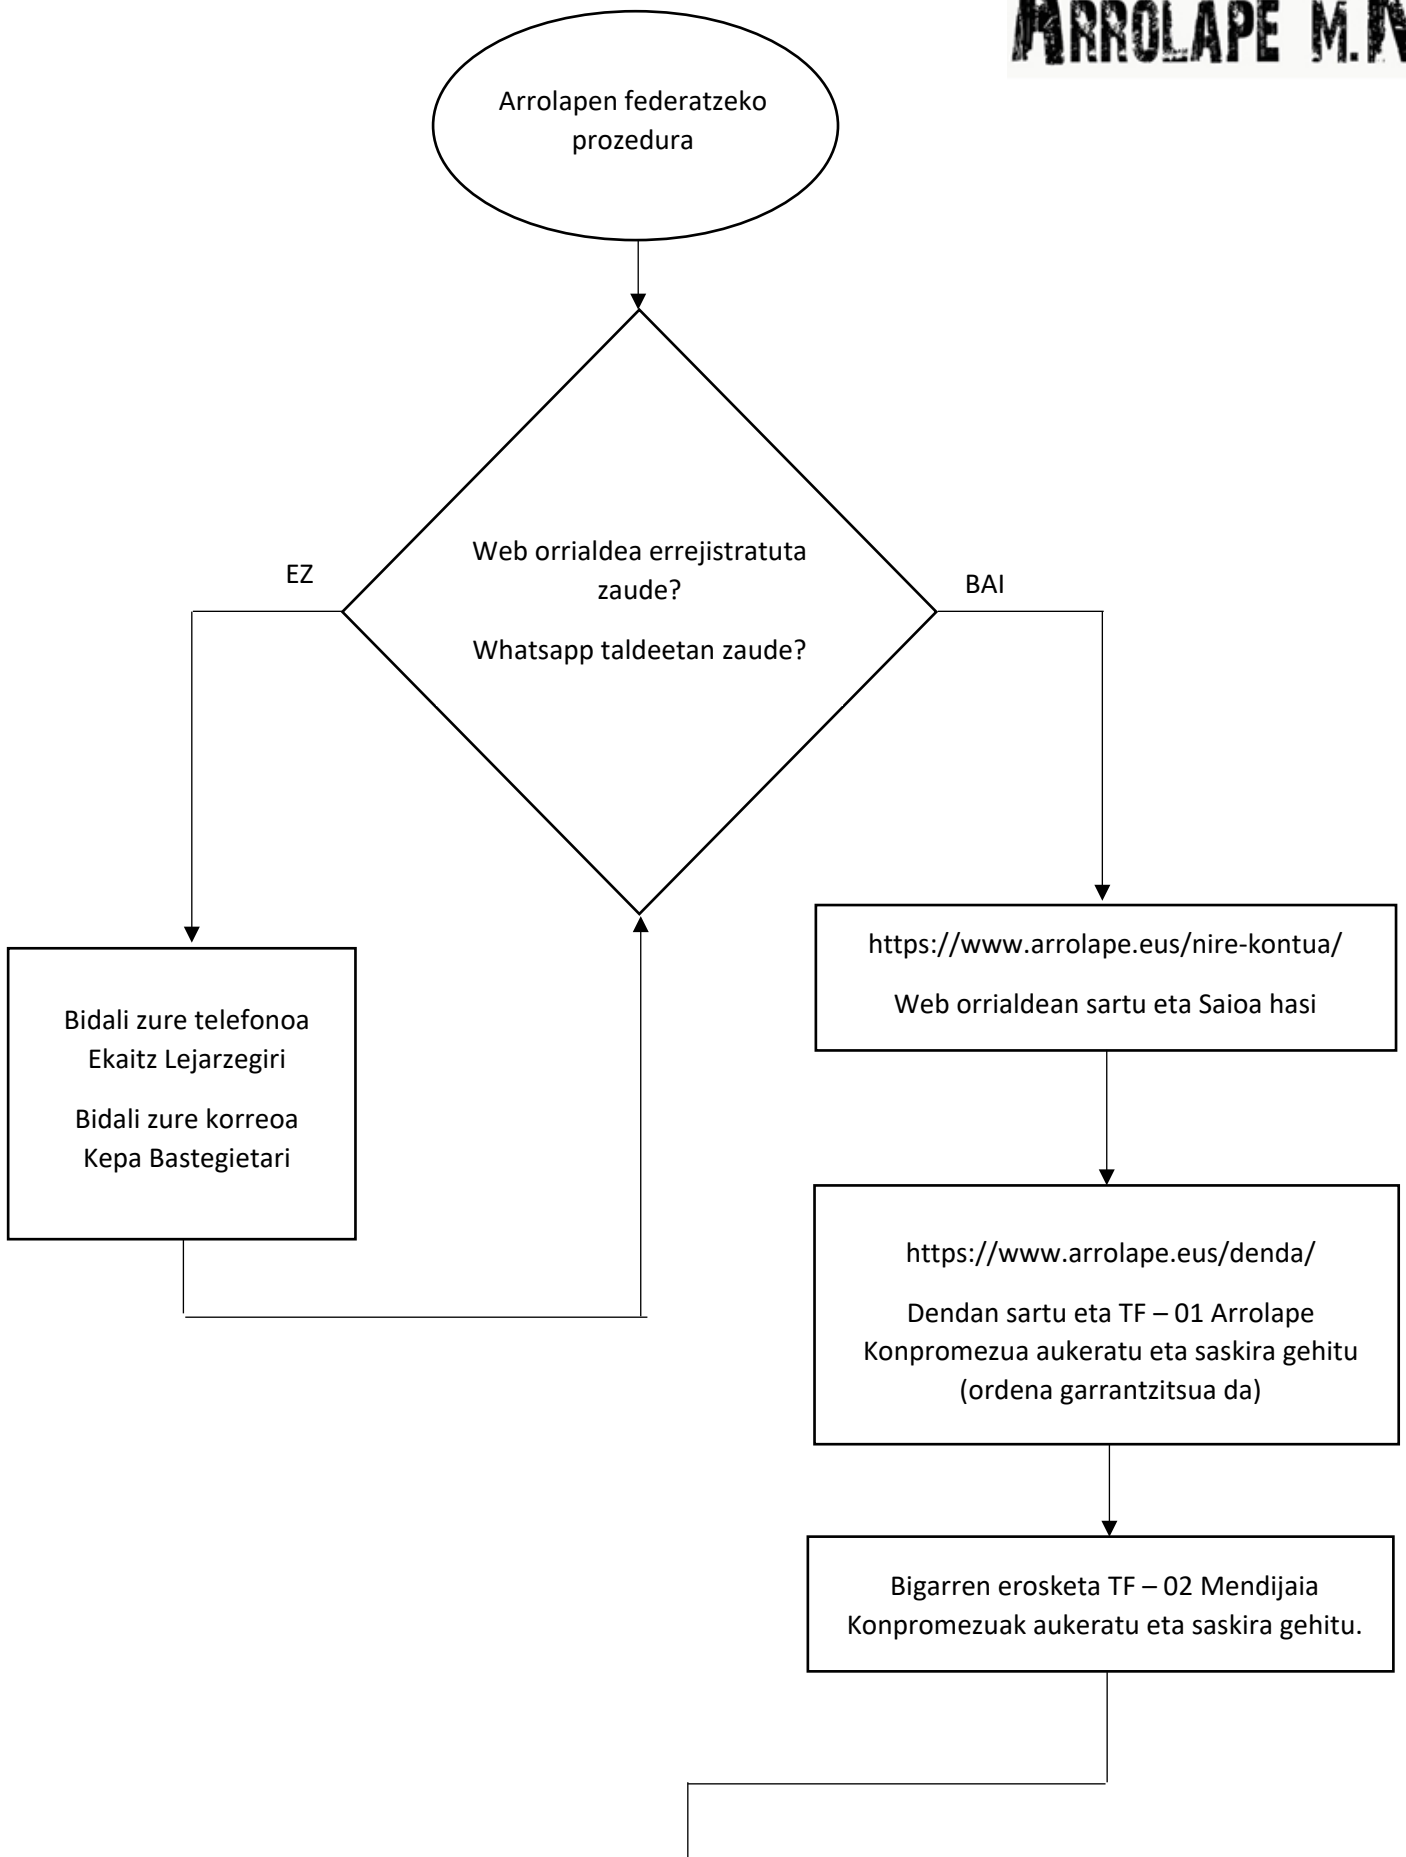 ARROLAPE M.
Arrolapen federatzeko
prozedura
Web orrialdea errejistratuta
zaude?
Whatsapp taldeetan zaude?
EZ
BAI
Bidali zure telefonoa
Ekaitz Lejarzegiri
Bidali zure korreoa
Kepa Bastegietari
https://www.arrolape.eus/nire-kontua/
Web orrialdean sartu eta Saioa hasi
https://www.arrolape.eus/denda/
Dendan sartu eta TF – 01 Arrolape
Konpromezua aukeratu eta saskira gehitu
(ordena garrantzitsua da)
Bigarren erosketa TF – 02 Mendijaia
Konpromezuak aukeratu eta saskira gehitu.